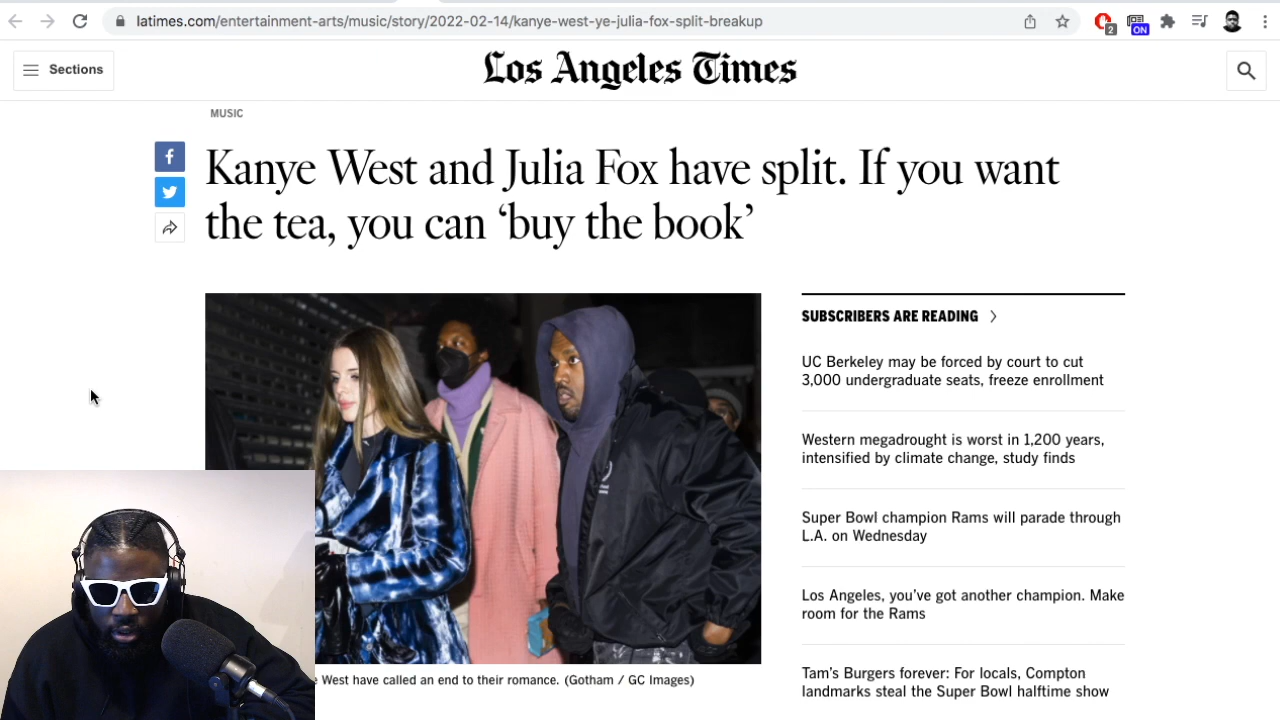 latimes.com/entertainment-arts/music/story/2022-02-14/kanye-west-ye-julia-fox-split-breakup
2
ON
Sections
Los Angeles Times
MUSIC
Kanye West and Julia Fox have split. If you want
the tea, you can ‘buy the book’
SUBSCRIBERS ARE READING
UC Berkeley may be forced by court to cut
3,000 undergraduate seats, freeze enrollment
Western megadrought is worst in 1,200 years,
intensified by climate change, study finds
Super Bowl champion Rams will parade through
L.A. on Wednesday
Los Angeles, you’ve got another champion. Make
room for the Rams
Tam’s Burgers forever: For locals, Compton
landmarks steal the Super Bowl halftime show
West have called an end to their romance. (Gotham / GC Images)